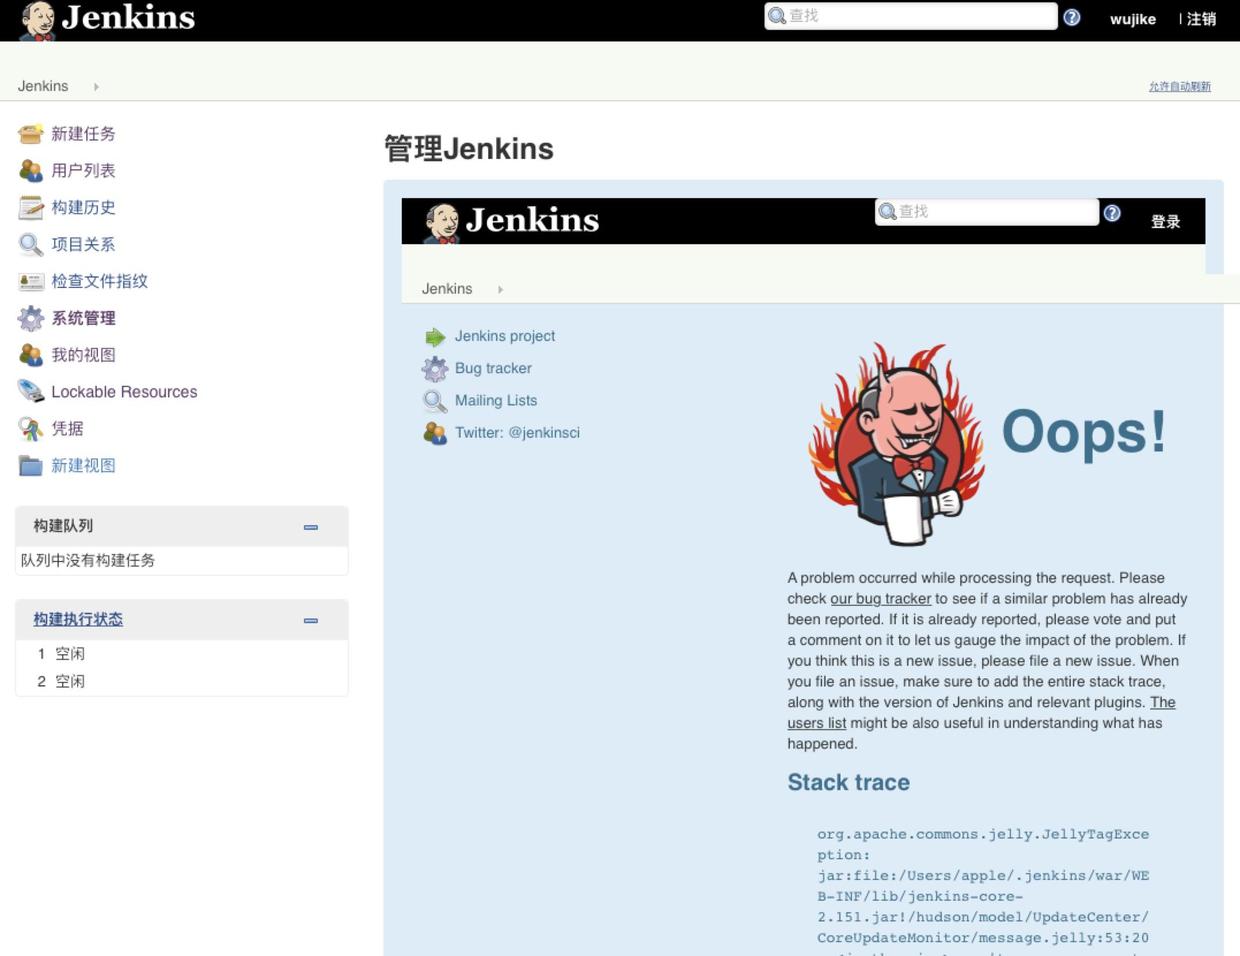 Jenkins
查找
wujike
注销
Jenkins
允许自动刷新
新建任务
用户列表
构建历史
项目关系
检查文件指纹
系统管理
我的视图
Lockable Resources
凭据
新建视图
构建队列
队列中没有构建任务
构建执行状态
1 空闲
2 空闲
管理Jenkins
Jenkins
查找
登录
Jenkins
Jenkins project
Bug tracker
Mailing Lists
Twitter: @jenkinsci
Oops!
A problem occurred while processing the request. Please
check our bug tracker to see if a similar problem has already
been reported. If it is already reported, please vote and put
a comment on it to let us gauge the impact of the problem. If
you think this is a new issue, please file a new issue. When
you file an issue, make sure to add the entire stack trace,
along with the version of Jenkins and relevant plugins. The
users list might be also useful in understanding what has
happened.
Stack trace
org.apache.commons.jelly.JellyTagExce
ption:
jar:file:/Users/apple/.jenkins/war/WE
B-INF/lib/jenkins-core-
2.151.jar!/hudson/model/UpdateCenter/
CoreUpdateMonitor/message.jelly:53:20